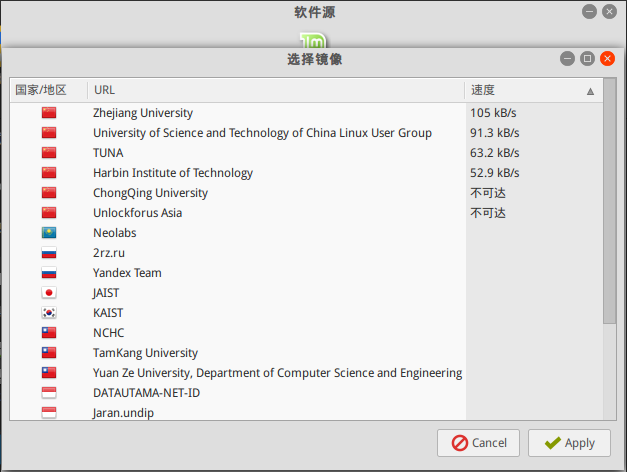 软件源
选择镜像
国家/地区 URL 速度
Zhejiang University 105 kB/s
University of Science and Technology of China Linux User Group 91.3 kB/s
TUNA 63.2 kB/s
Harbin Institute of Technology 52.9 kB/s
ChongQing University 不可达
Unlockforus Asia 不可达
Neolabs
2rz.ru
Yandex Team
JAIST
KAIST
NCHC
TamKang University
Yuan Ze University, Department of Computer Science and Engineering
DATAUTAMA-NET-ID
Jaran.undip
Cancel Apply